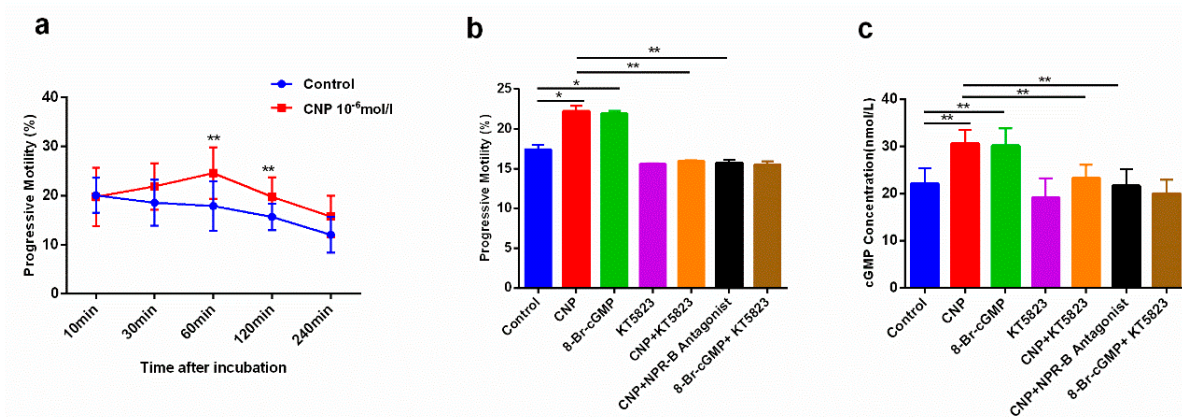 a
Control
CNP 10-6mol/l
Progressive Motility (%)
40
30
20
10
0
**
**
10min
30min
60min
120min
240min
Time after incubation
b
Progressive Motility (%)
25
20
15
10
5
0
**
**
*
*
Control
CNP
8-Br-cGMP
KT5823
CNP+KT5823
CNP+NPR-B Antagonist
8-Br-cGMP+ KT5823
c
cGMP Concentration(nmol/L)
40
30
20
10
0
**
**
**
**
Control
CNP
8-Br-cGMP
KT5823
CNP+KT5823
CNP+NPR-B Antagonist
8-Br-cGMP+ KT5823